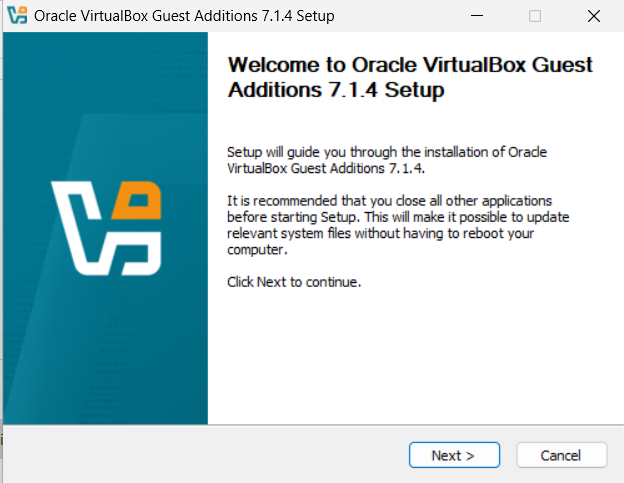 Oracle VirtualBox Guest Additions 7.1.4 Setup
Welcome to Oracle VirtualBox Guest
Additions 7.1.4 Setup
Setup will guide you through the installation of Oracle
VirtualBox Guest Additions 7.1.4.
It is recommended that you close all other applications
before starting Setup. This will make it possible to update
relevant system files without having to reboot your
computer.
Click Next to continue.
Next >
Cancel